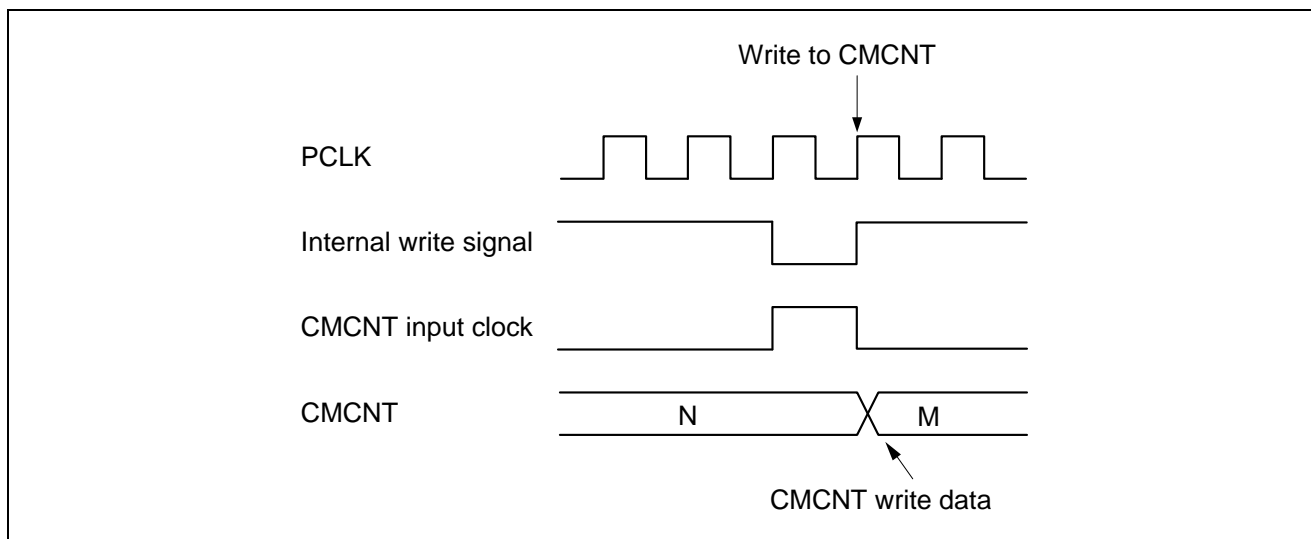 Write to CMCNT
PCLK
Internal write signal
CMCNT input clock
CMCNT
N
M
CMCNT write data